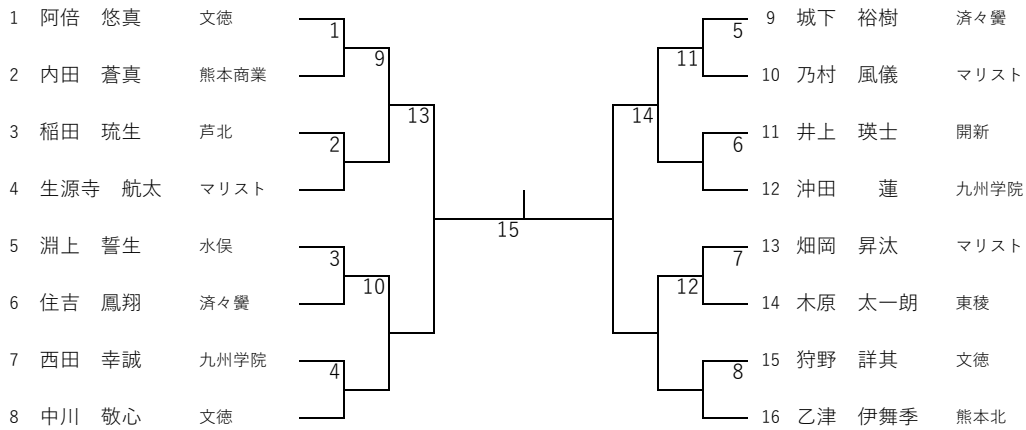 1 阿倍 悠真 文徳
2 内田 蒼真 熊本商業
3 稲田 琉生 芦北
4 生源寺 航太 マリスト
5 淵上 誓生 水俣
6 住吉 鳳翔 済々黌
7 西田 幸誠 九州学院
8 中川 敬心 文徳
1
2
3
4
9
10
13
15
14
11
12
5
6
7
8
9 城下 裕樹 済々黌
10 乃村 風儀 マリスト
11 井上 瑛士 開新
12 沖田 蓮 九州学院
13 畑岡 昇汰 マリスト
14 木原 太一朗 東稜
15 狩野 詳其 文徳
16 乙津 伊舞季 熊本北